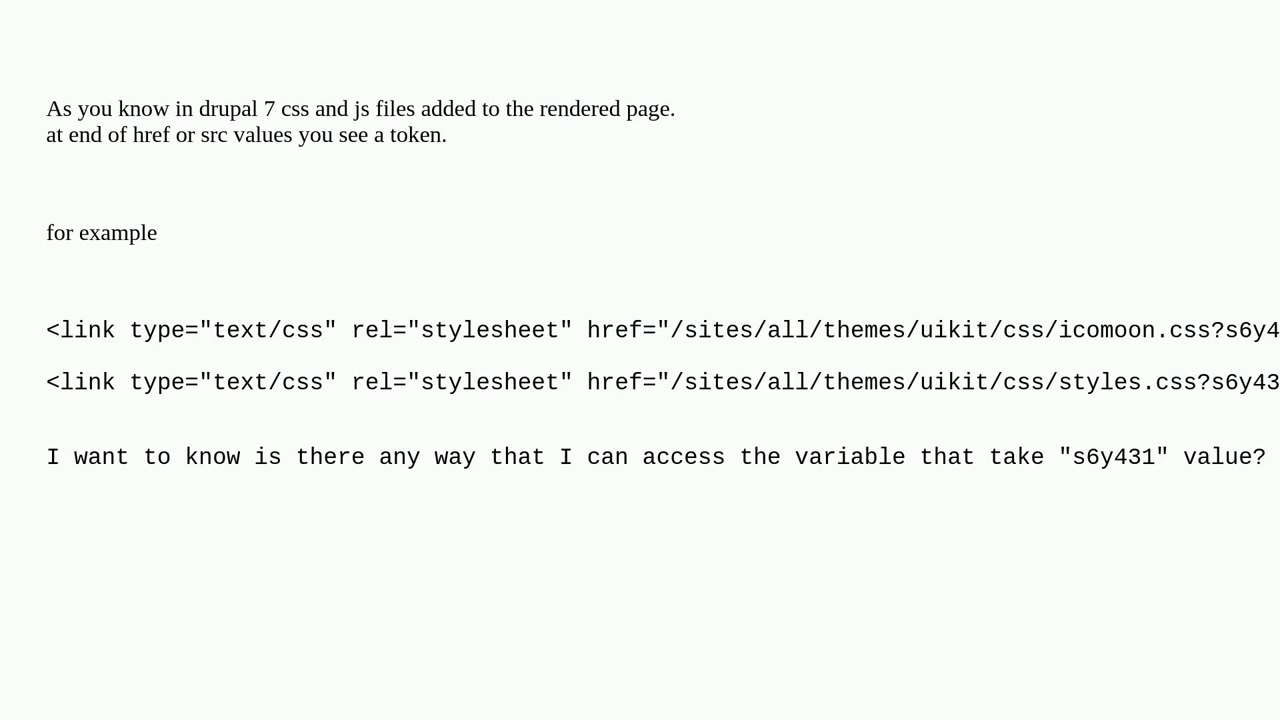 As you know in drupal 7 css and js files added to the rendered page.
at end of href or src values you see a token.
for example
<link type="text/css" rel="stylesheet" href="/sites/all/themes/uikit/css/icomoon.css?s6y4
<link type="text/css" rel="stylesheet" href="/sites/all/themes/uikit/css/styles.css?s6y43
I want to know is there any way that I can access the variable that take "s6y431" value?